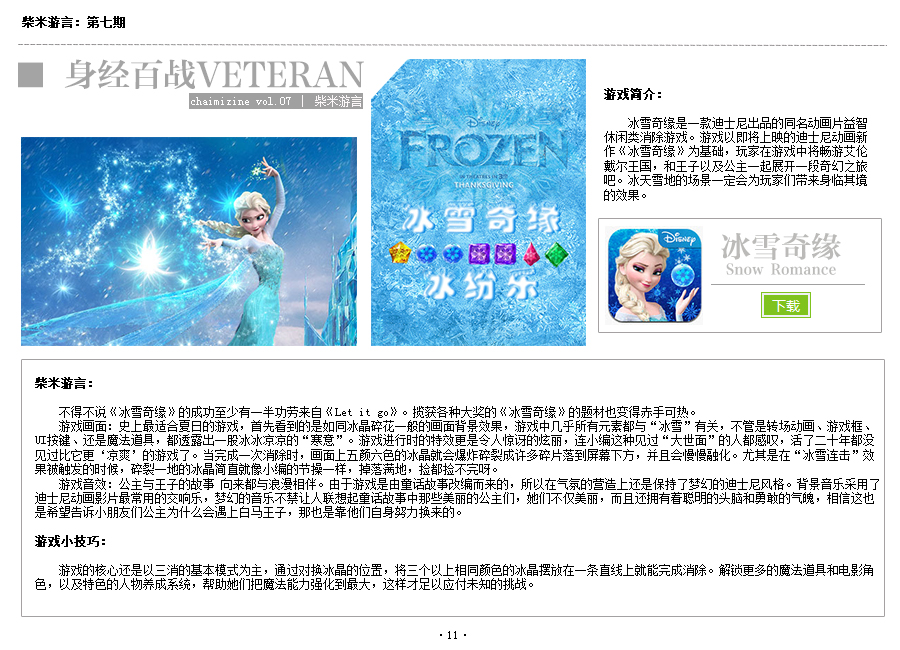 柴米游言：第七期
身经百战VETERAN
chaimizine vol.07 | 柴米游言
Disney
FROZEN
IN THEATRES IN 3D
THANKSGIVING
冰雪奇缘
冰纷乐
游戏简介：
冰雪奇缘是一款迪士尼出品的同名动画片益智
休闲类消除游戏。游戏以即将上映的迪士尼动画新
作《冰雪奇缘》为基础，玩家在游戏中将畅游艾伦
戴尔王国，和王子以及公主一起展开一段奇幻之旅
吧。冰天雪地的场景一定会为玩家们带来身临其境
的效果。
Disney
冰雪奇缘
Snow Romance
下载
柴米游言：
不得不说《冰雪奇缘》的成功至少有一半功劳来自《Let it go》。揽获各种大奖的《冰雪奇缘》的题材也变得赤手可热。
游戏画面：史上最适合夏日的游戏，首先看到的是如同冰晶碎花一般的画面背景效果，游戏中几乎所有元素都与“冰雪”有关，不管是转场动画、游戏框、
UI按键、还是魔法道具，都透露出一股冰冰凉凉的“寒意”。游戏进行时的特效更是令人惊讶的炫丽，连小编这种见过“大世面”的人都感叹，活了二十年都没
见过比它更‘凉爽’的游戏了。当完成一次消除时，画面上五颜六色的冰晶就会爆炸碎裂成许多碎片落到屏幕下方，并且会慢慢融化。尤其是在“冰雪连击”效
果被触发的时候，碎裂一地的冰晶简直就像小编的节操一样，掉落满地，捡都捡不完呀。
游戏音效：公主与王子的故事 向来都与浪漫相伴。由于游戏是由童话故事改编而来的，所以在气氛的营造上还是保持了梦幻的迪士尼风格。背景音乐采用了
迪士尼动画影片最常用的交响乐，梦幻的音乐不禁让人联想起童话故事中那些美丽的公主们，她们不仅美丽，而且还拥有着聪明的头脑和勇敢的气魄，相信这也
是希望告诉小朋友们公主为什么会遇上白马王子，那也是靠他们自身努力换来的。
游戏小技巧：
游戏的核心还是以三消的基本模式为主，通过对换冰晶的位置，将三个以上相同颜色的冰晶摆放在一条直线上就能完成消除。解锁更多的魔法道具和电影角
色，以及特色的人物养成系统，帮助她们把魔法能力强化到最大，这样才足以应付未知的挑战。
·11·